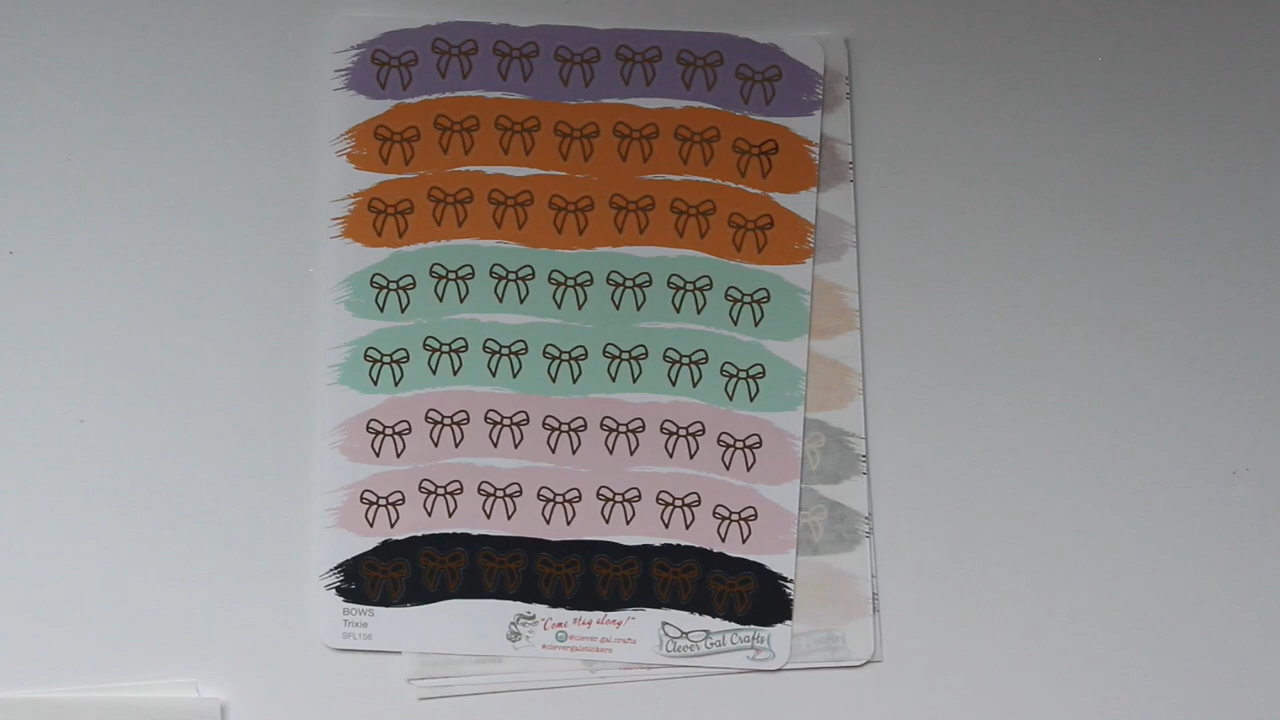 BOWS
Trixie
SFL156
"Come #tag along!"
@clever.gal.crafts
#clevergalstickers
Clever Gal Crafts